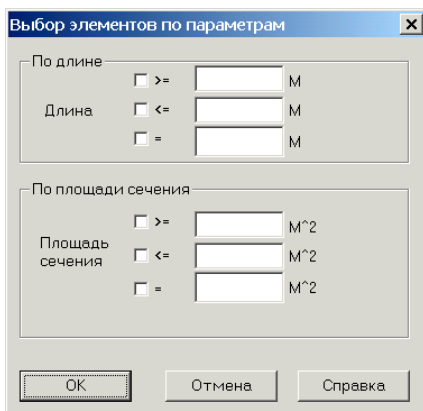 Выбор элементов по параметрам
По длине
>= М
Длина <= М
= М
По площади сечения
>= М^2
Площадь сечения <= М^2
= М^2
OK Отмена Справка